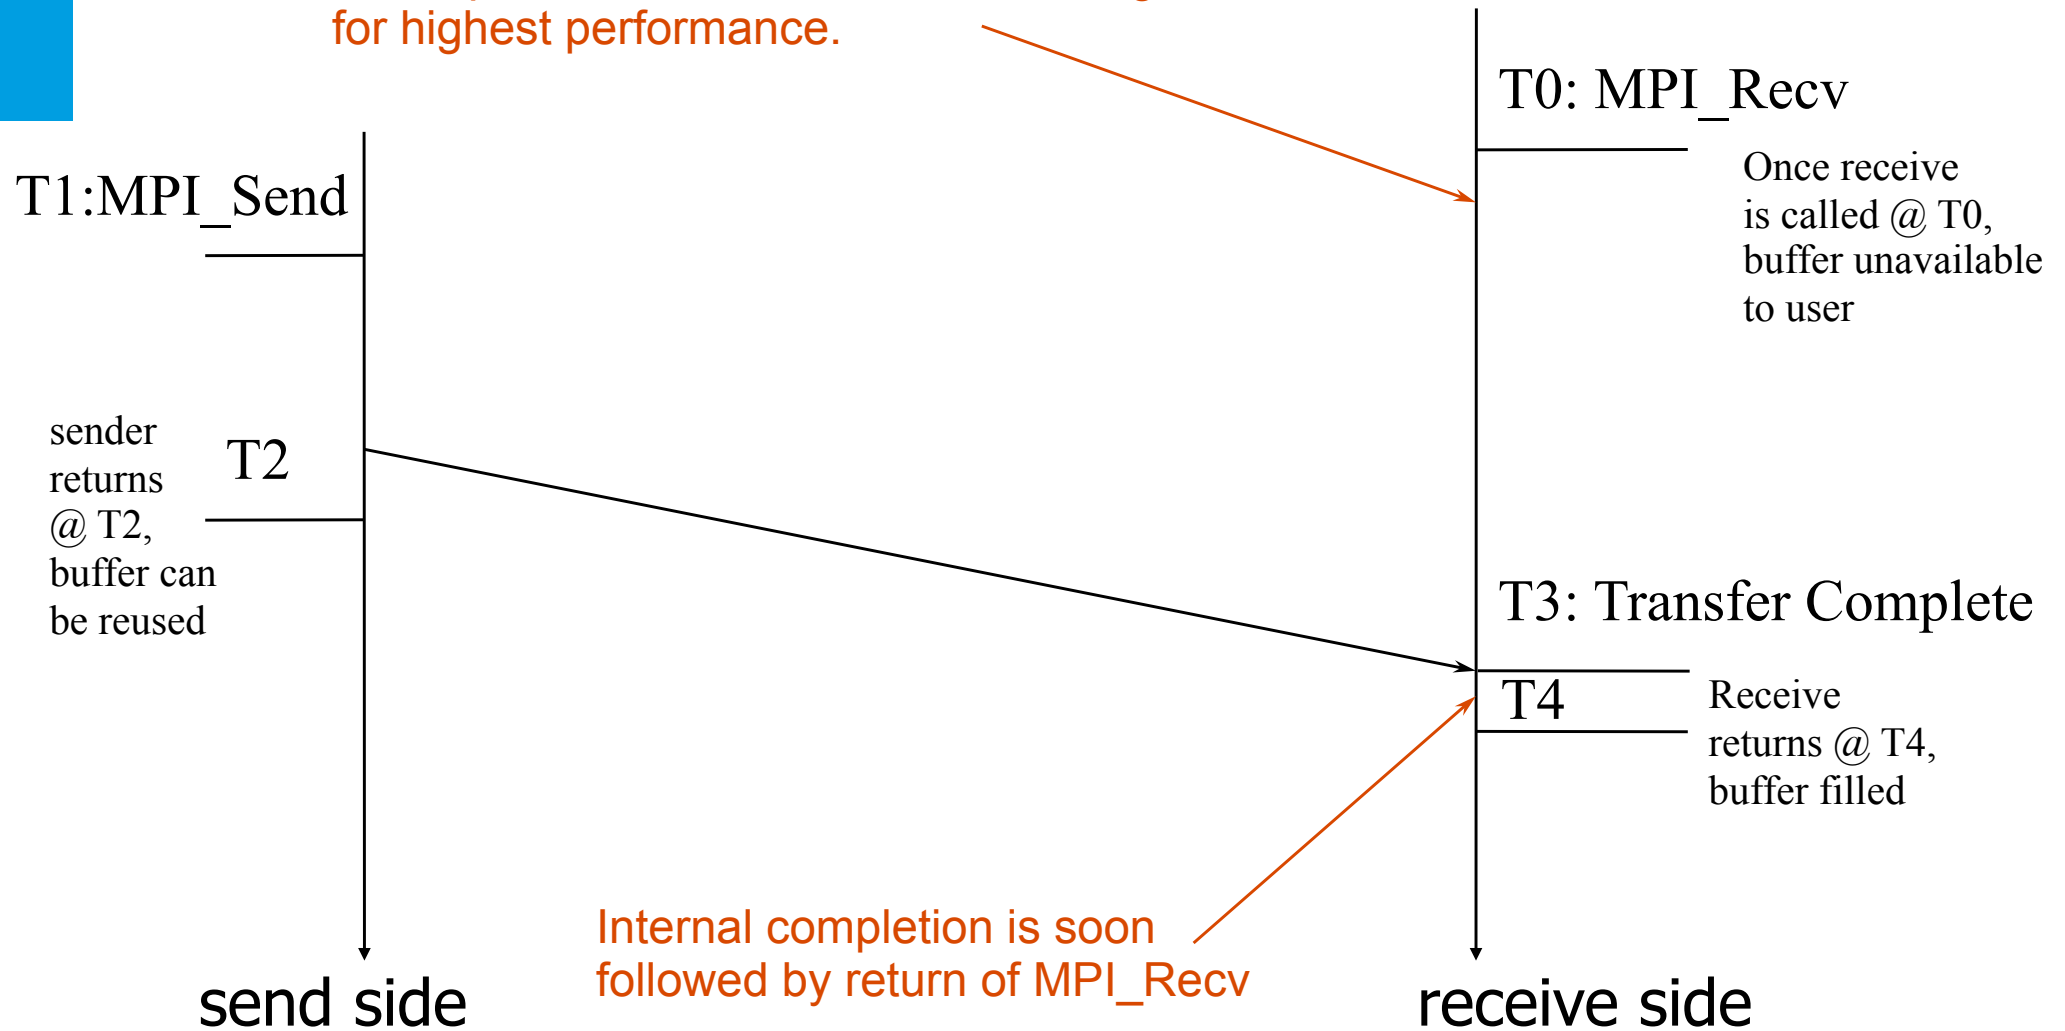 for highest performance.
T0: MPI_Recv
Once receive
is called @ T0,
buffer unavailable
to user
T1:MPI_Send
sender
returns
@ T2,
buffer can
be reused
T2
T3: Transfer Complete
T4
Receive
returns @ T4,
buffer filled
Internal completion is soon
followed by return of MPI_Recv
send side
receive side